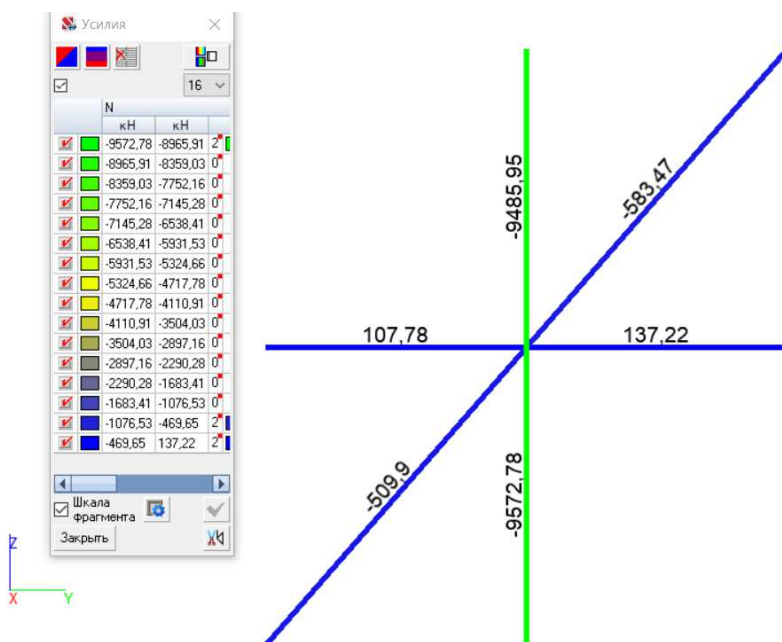 Усилия
16
N
кН кН
-9572,78 -8965,91 2
-8965,91 -8359,03 0
-8359,03 -7752,16 0
-7752,16 -7145,28 0
-7145,28 -6538,41 0
-6538,41 -5931,53 0
-5931,53 -5324,66 0
-5324,66 -4717,78 0
-4717,78 -4110,91 0
-4110,91 -3504,03 0
-3504,03 -2897,16 0
-2897,16 -2290,28 0
-2290,28 -1683,41 0
-1683,41 -1076,53 0
-1076,53 -469,65 2
-469,65 137,22 2
Шкала
фрагмента
Закрыть
Z
X Y
-9485,95
-583,47
107,78
137,22
-509,9
-9572,78